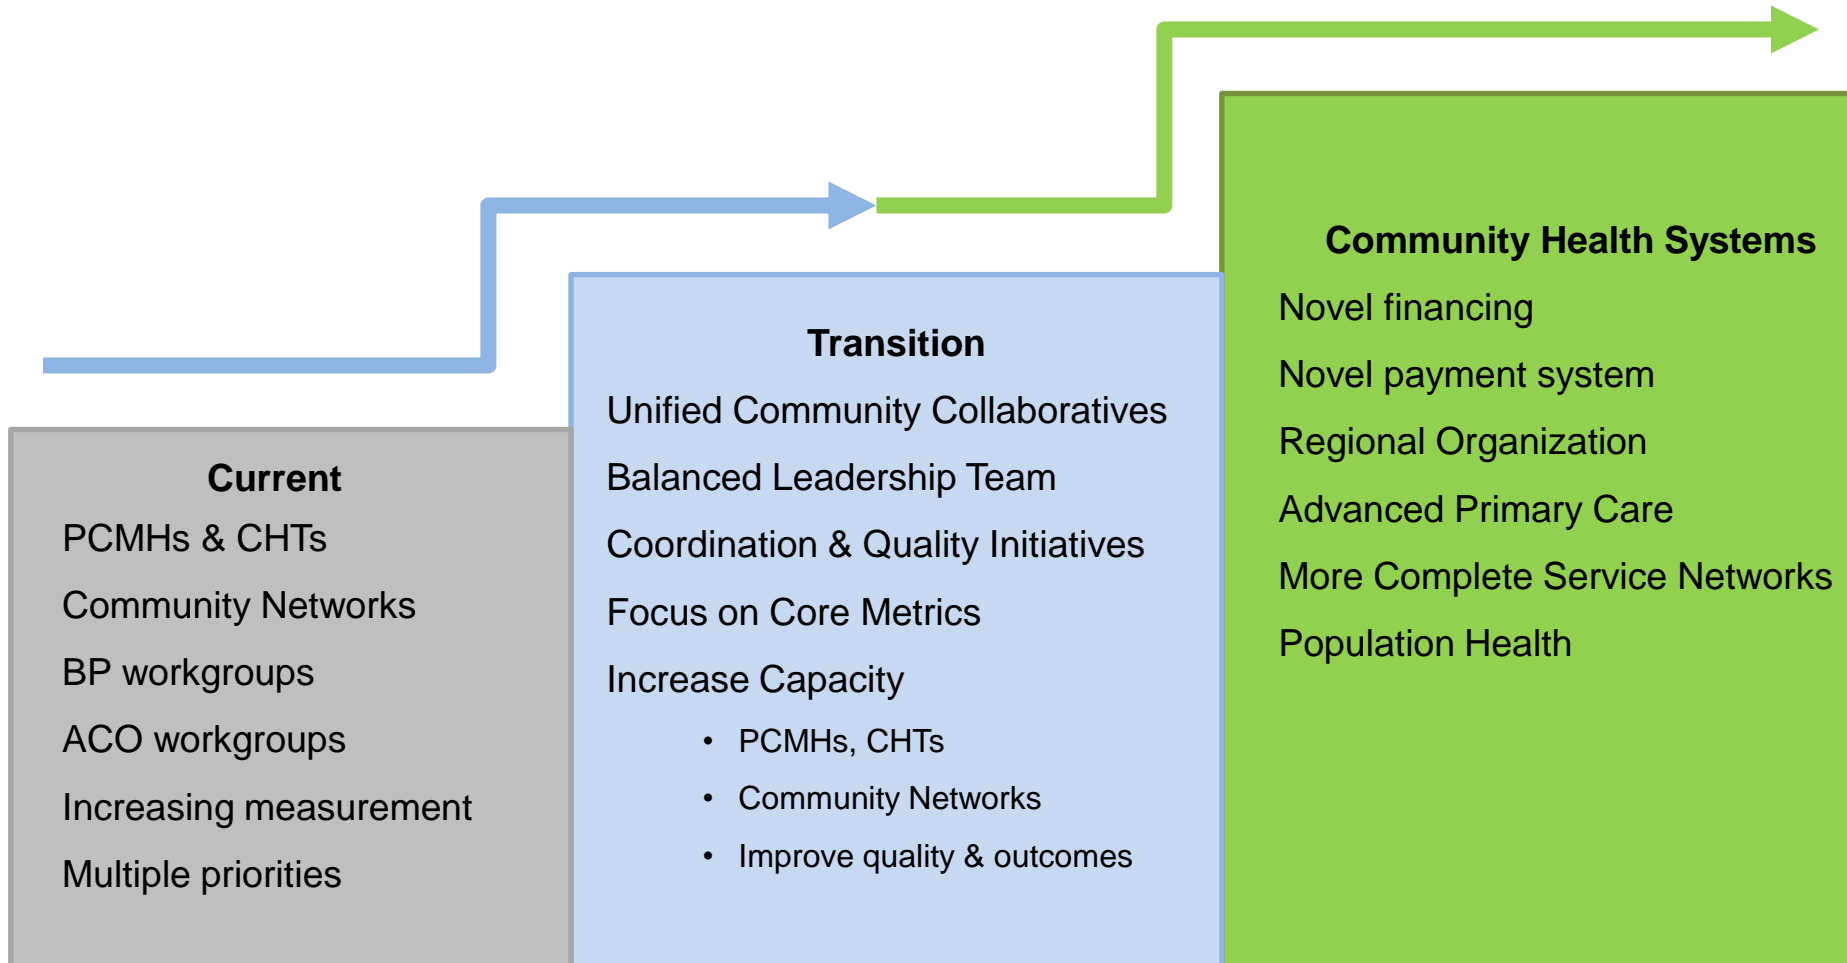 Current
PCMHs & CHTs
Community Networks
BP workgroups
ACO workgroups
Increasing measurement
Multiple priorities
Transition
Unified Community Collaboratives
Balanced Leadership Team
Coordination & Quality Initiatives
Focus on Core Metrics
Increase Capacity
• PCMHs, CHTs
• Community Networks
• Improve quality & outcomes
Community Health Systems
Novel financing
Novel payment system
Regional Organization
Advanced Primary Care
More Complete Service Networks
Population Health